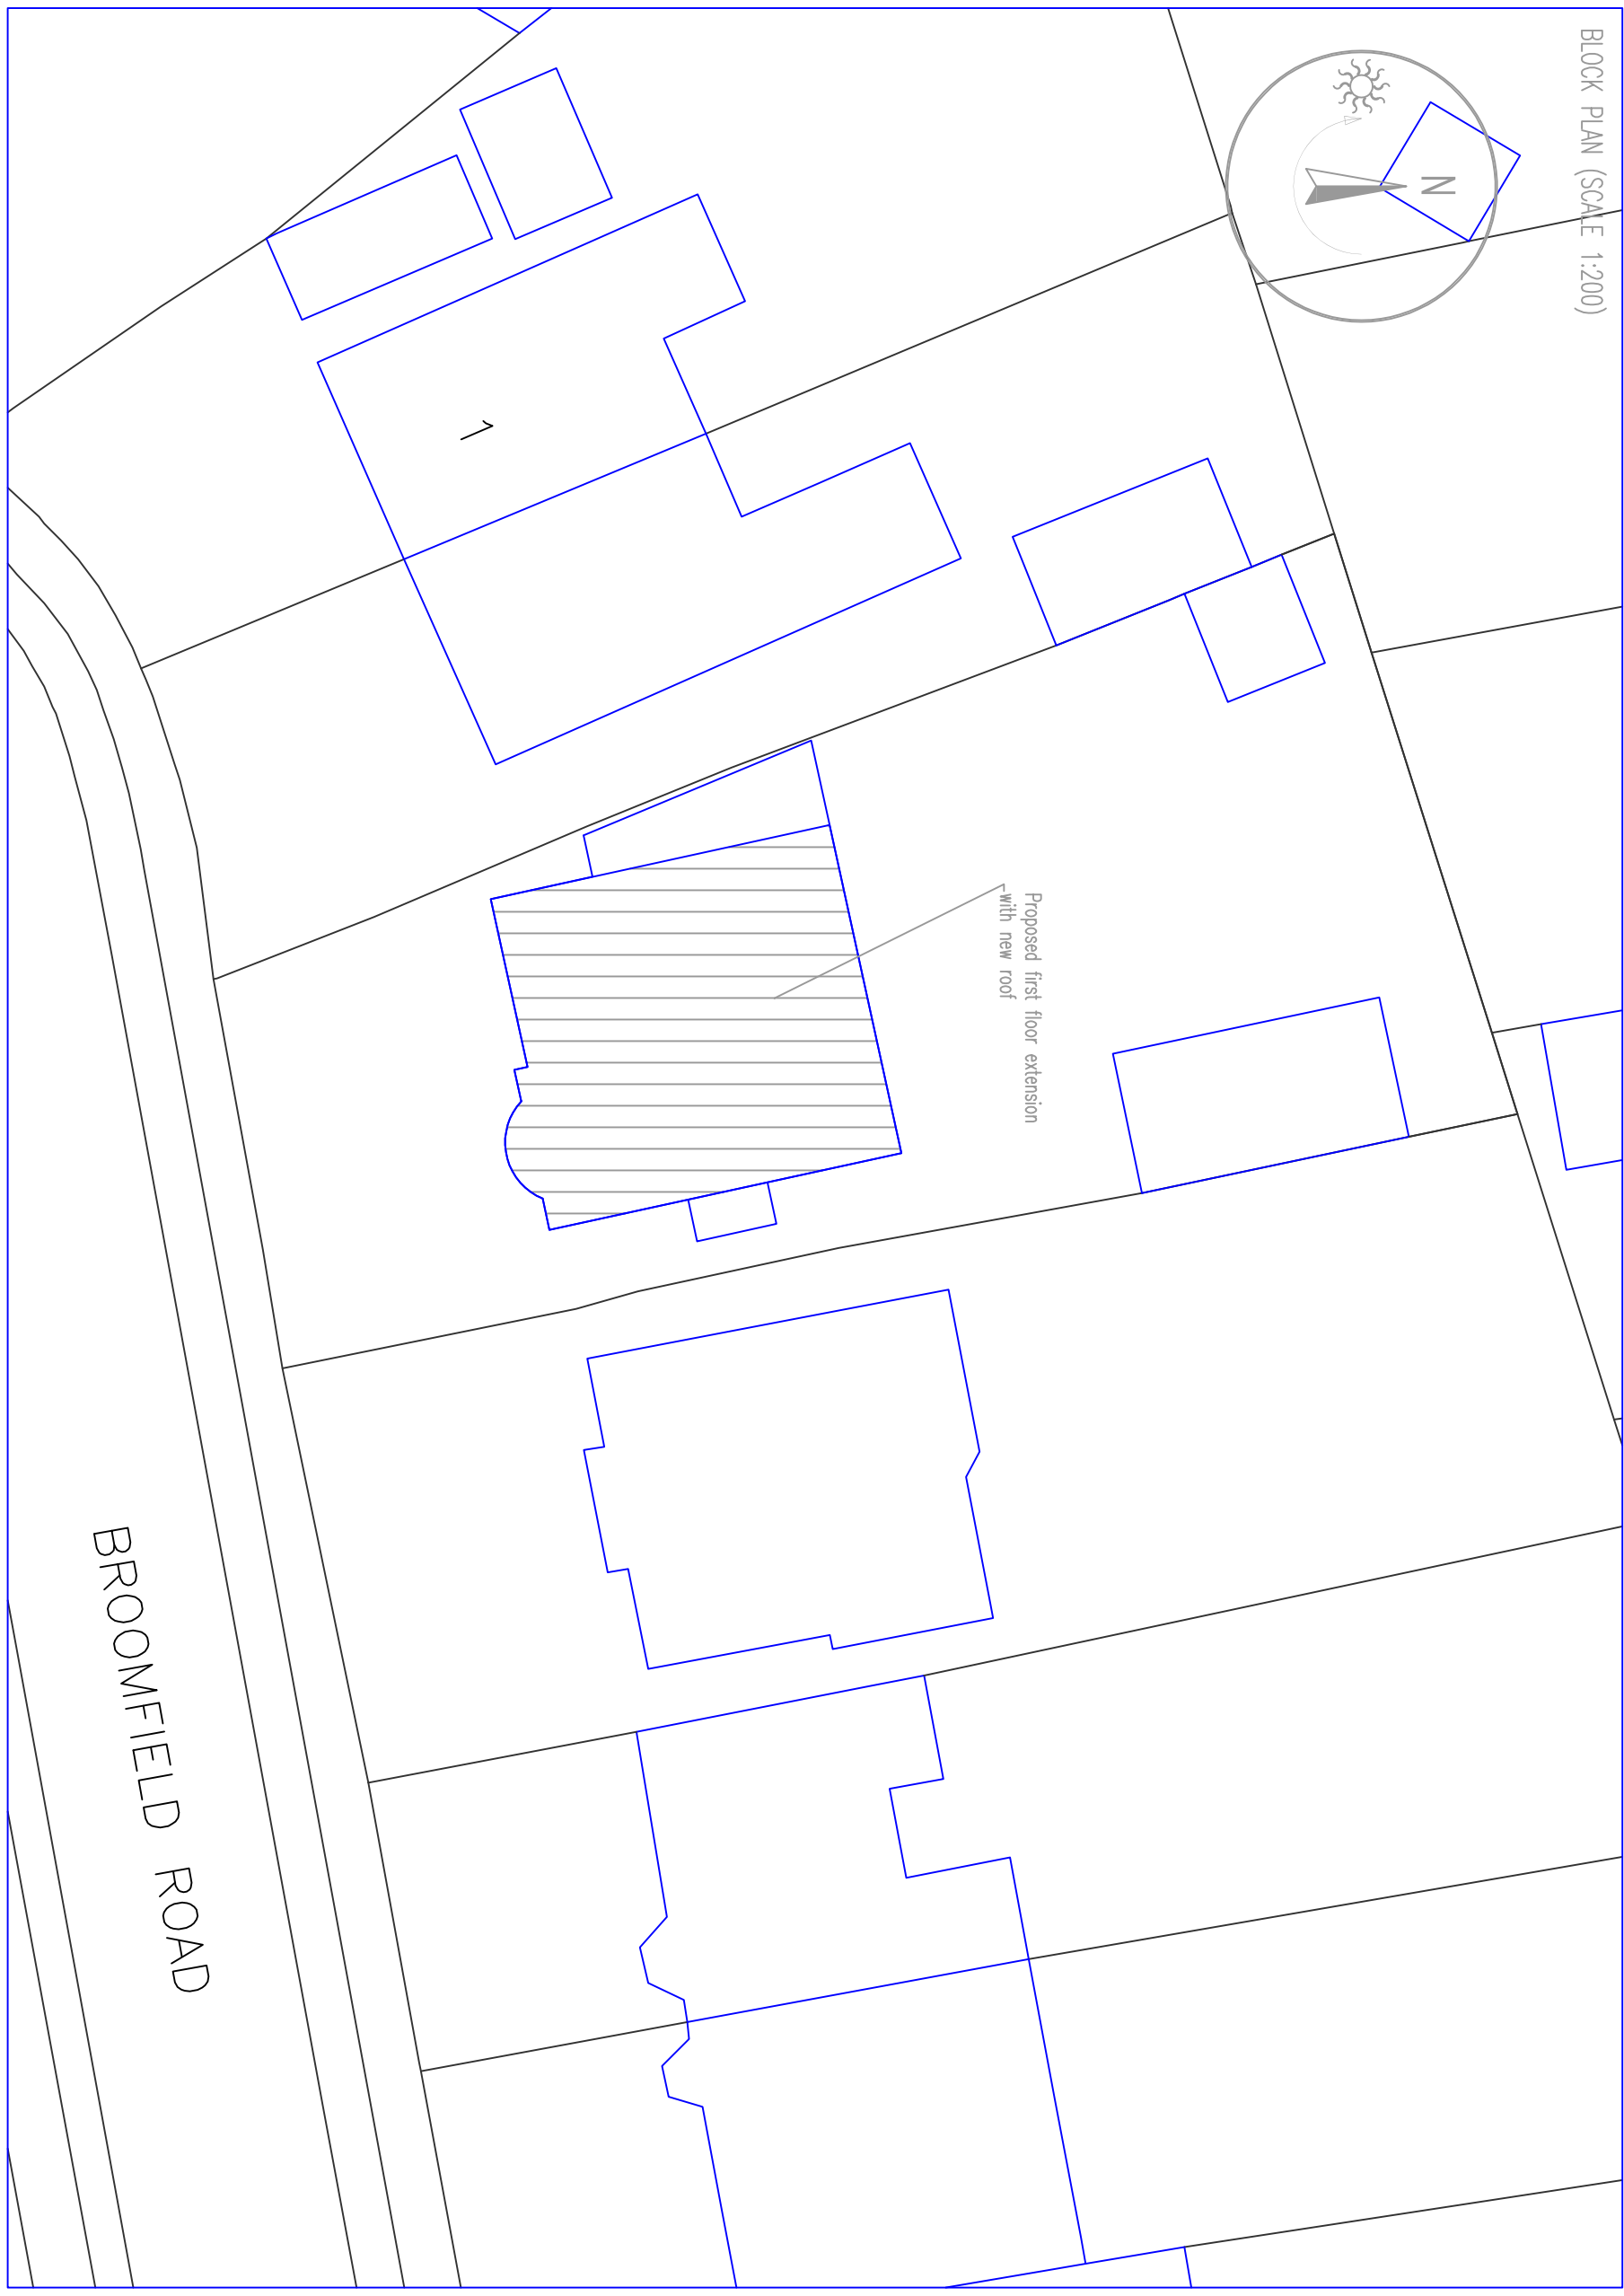 BLOCK PLAN (SCALE 1:200)
N
1
Proposed first floor extension
with new roof
BROOMFIELD ROAD